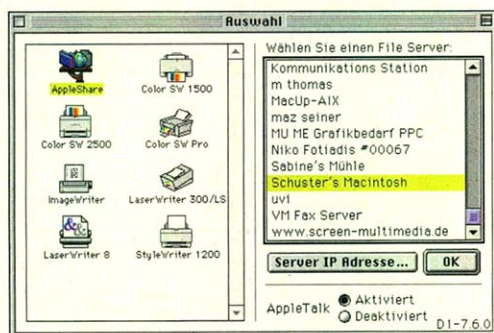 Auswahl
AppleShare
Color SW 1500
Color SW 2500
Color SW Pro
ImageWriter
LaserWriter 300/LS
LaserWriter 8
StyleWriter 1200
Wählen Sie einen File Server:
Kommunikations Station
m thomas
MacUp-AIX
maz seiner
MU ME Grafikbedarf PPC
Niko Fotiadis #00067
Sabine's Mühle
Schuster's Macintosh
uvi
VM Fax Server
www.screen-multimedia.de
Server IP Adresse...
OK
AppleTalk
Aktiviert
Deaktiviert
D1-7.6.0